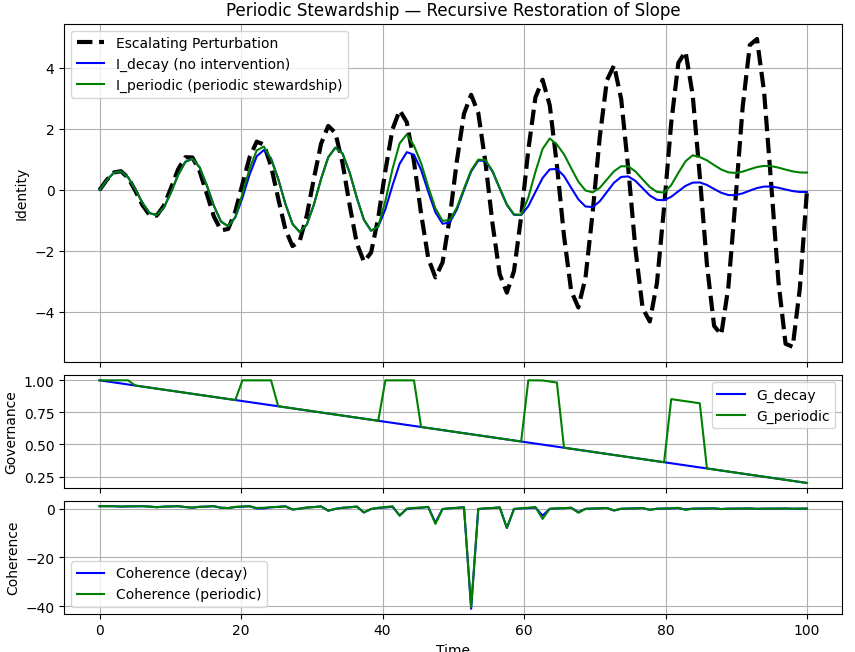 Periodic Stewardship — Recursive Restoration of Slope
Escalating Perturbation
I_decay (no intervention)
I_periodic (periodic stewardship)
Identity
4
2
0
−2
−4
G_decay
G_periodic
Governance
1.00
0.75
0.50
0.25
Coherence (decay)
Coherence (periodic)
Coherence
0
−20
−40
0
20
40
60
80
100
Time